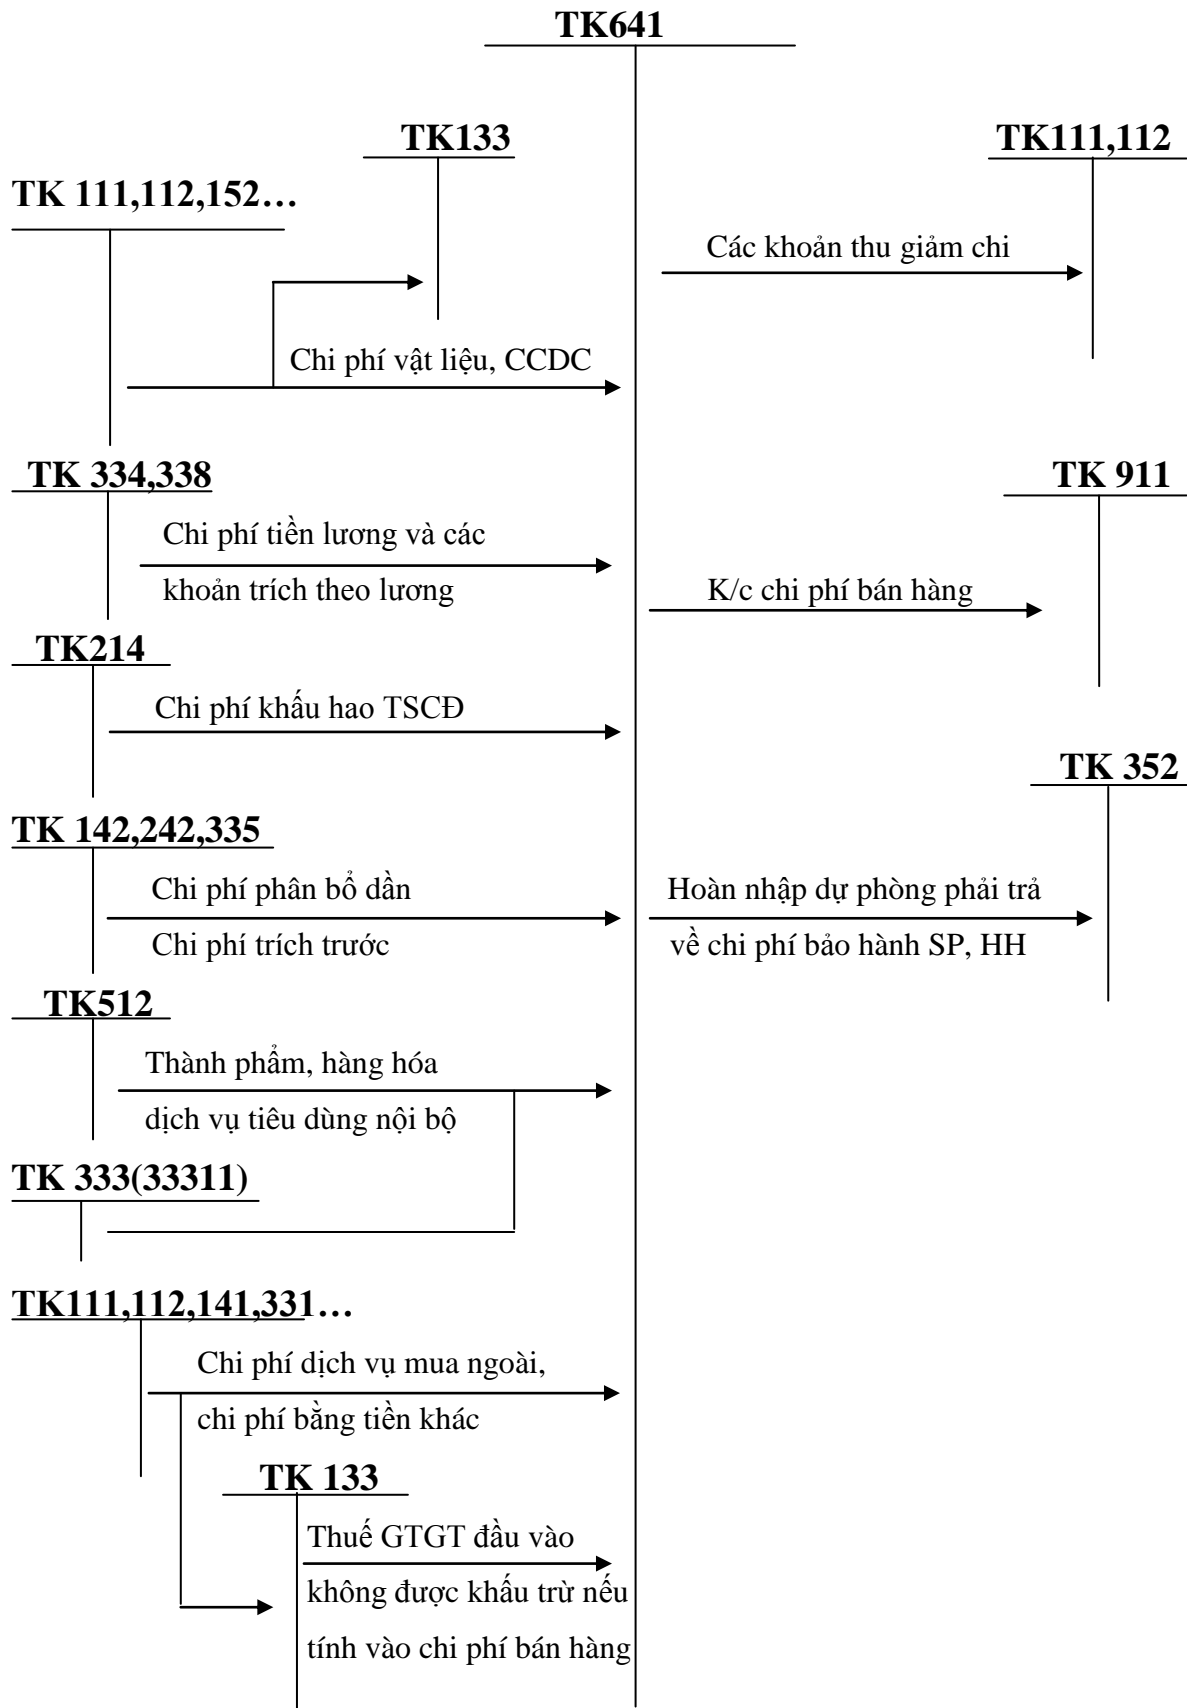 TK641
TK133
TK111,112
TK 111,112,152…
Các khoản thu giảm chi
Chi phí vật liệu, CCDC
TK 334,338
TK 911
Chi phí tiền lương và các
khoản trích theo lương
K/c chi phí bán hàng
TK214
Chi phí khấu hao TSCĐ
TK 352
TK 142,242,335
Chi phí phân bổ dần
Chi phí trích trước
Hoàn nhập dự phòng phải trả
về chi phí bảo hành SP, HH
TK512
Thành phẩm, hàng hóa
dịch vụ tiêu dùng nội bộ
TK 333(33311)
TK111,112,141,331…
Chi phí dịch vụ mua ngoài,
chi phí bằng tiền khác
TK 133
Thuế GTGT đầu vào
không được khấu trừ nếu
tính vào chi phí bán hàng